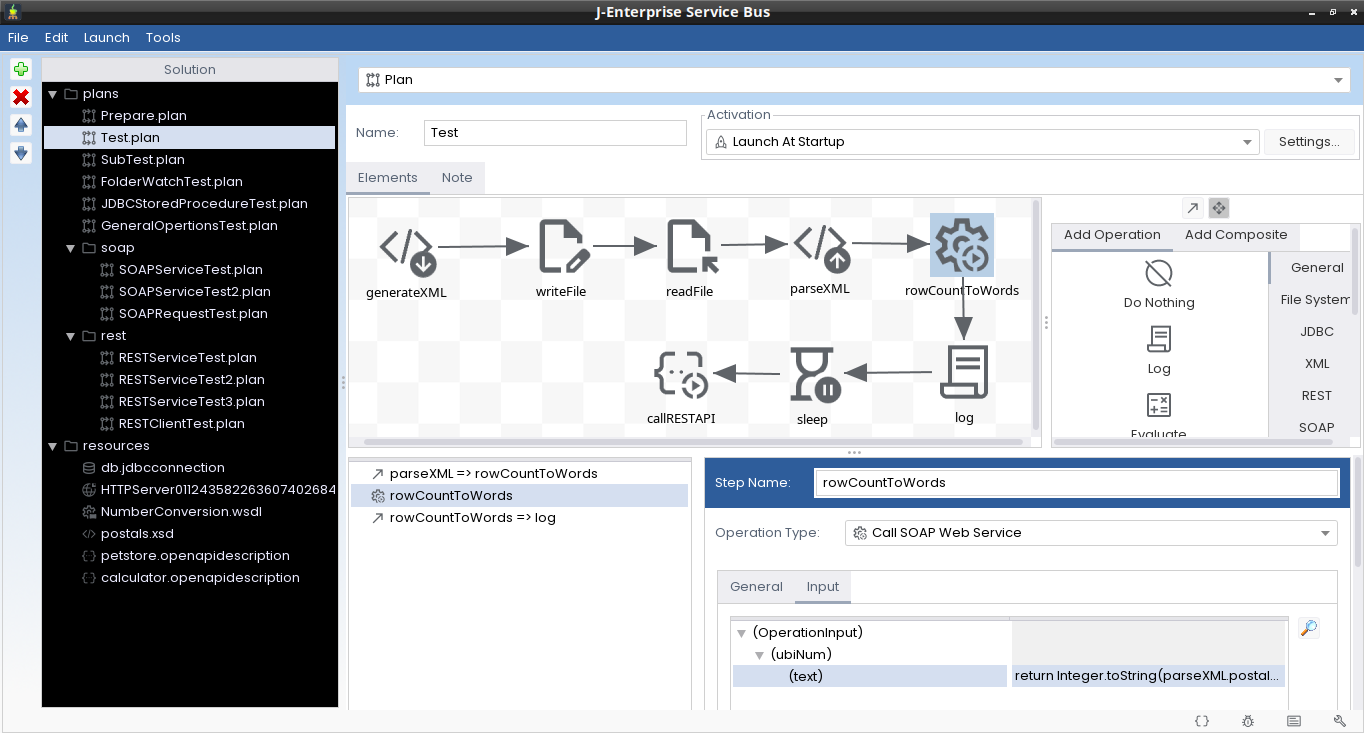 J-Enterprise Service Bus
File Edit Launch Tools
Solution
plans
Prepare.plan
Test.plan
SubTest.plan
FolderWatchTest.plan
JDBCStoredProcedureTest.plan
GeneralOpertionsTest.plan
soap
SOAPServiceTest.plan
SOAPServiceTest2.plan
SOAPRequestTest.plan
rest
RESTServiceTest.plan
RESTServiceTest2.plan
RESTServiceTest3.plan
RESTClientTest.plan
resources
db.jdbcconnection
HTTPServer011243582263607402684
NumberConversion.wsdl
postals.xsd
petstore.openapidescription
calculator.openapidescription
Plan
Name: Test
Activation
Launch At Startup
Settings...
Elements Note
generateXML writeFile readFile parseXML rowCountToWords
callRESTAPI sleep log
Add Operation Add Composite
Do Nothing
Log
Evaluate
General
File System
JDBC
XML
REST
SOAP
parseXML => rowCountToWords
rowCountToWords
rowCountToWords => log
Step Name: rowCountToWords
Operation Type: Call SOAP Web Service
General Input
(OperationInput)
(ubiNum)
(text) return Integer.toString(parseXML.postal...